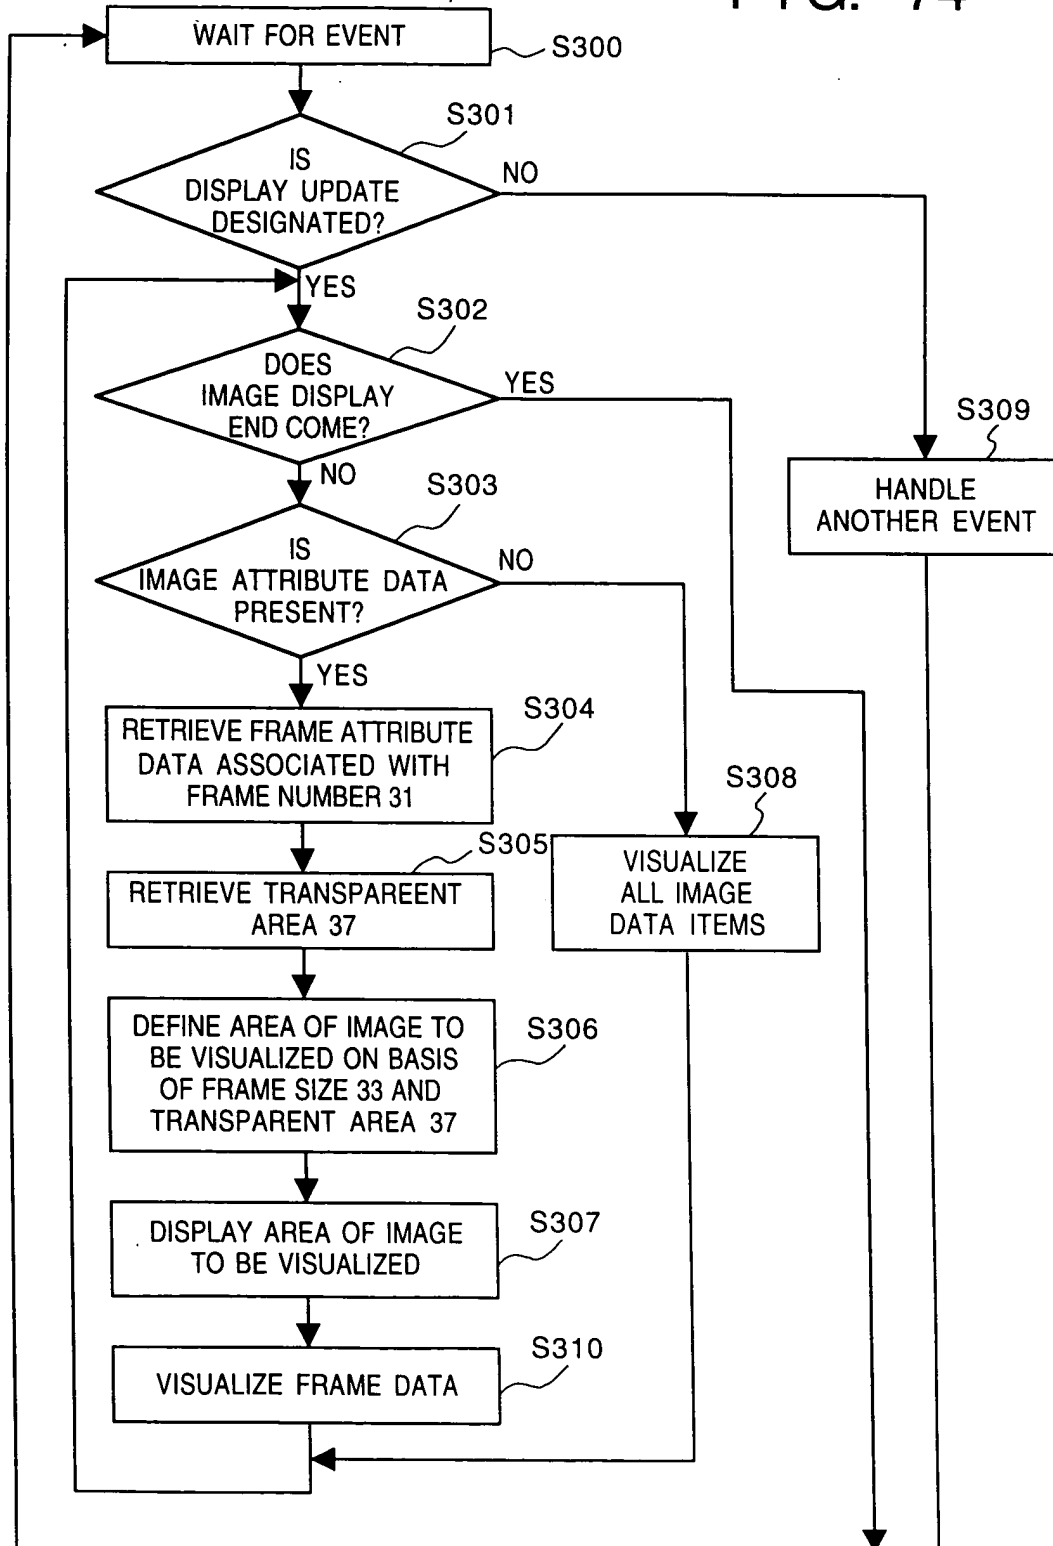 FIG. 74
WAIT FOR EVENT
S300
S301
IS
DISPLAY UPDATE
DESIGNATED?
NO
YES
S302
DOES
IMAGE DISPLAY
END COME?
YES
NO
S303
IS
IMAGE ATTRIBUTE DATA
PRESENT?
NO
YES
S309
HANDLE
ANOTHER EVENT
S304
RETRIEVE FRAME ATTRIBUTE
DATA ASSOCIATED WITH
FRAME NUMBER 31
S308
VISUALIZE
ALL IMAGE
DATA ITEMS
S305
RETRIEVE TRANSPAREENT
AREA 37
S306
DEFINE AREA OF IMAGE TO
BE VISUALIZED ON BASIS
OF FRAME SIZE 33 AND
TRANSPARENT AREA 37
S307
DISPLAY AREA OF IMAGE
TO BE VISUALIZED
S310
VISUALIZE FRAME DATA